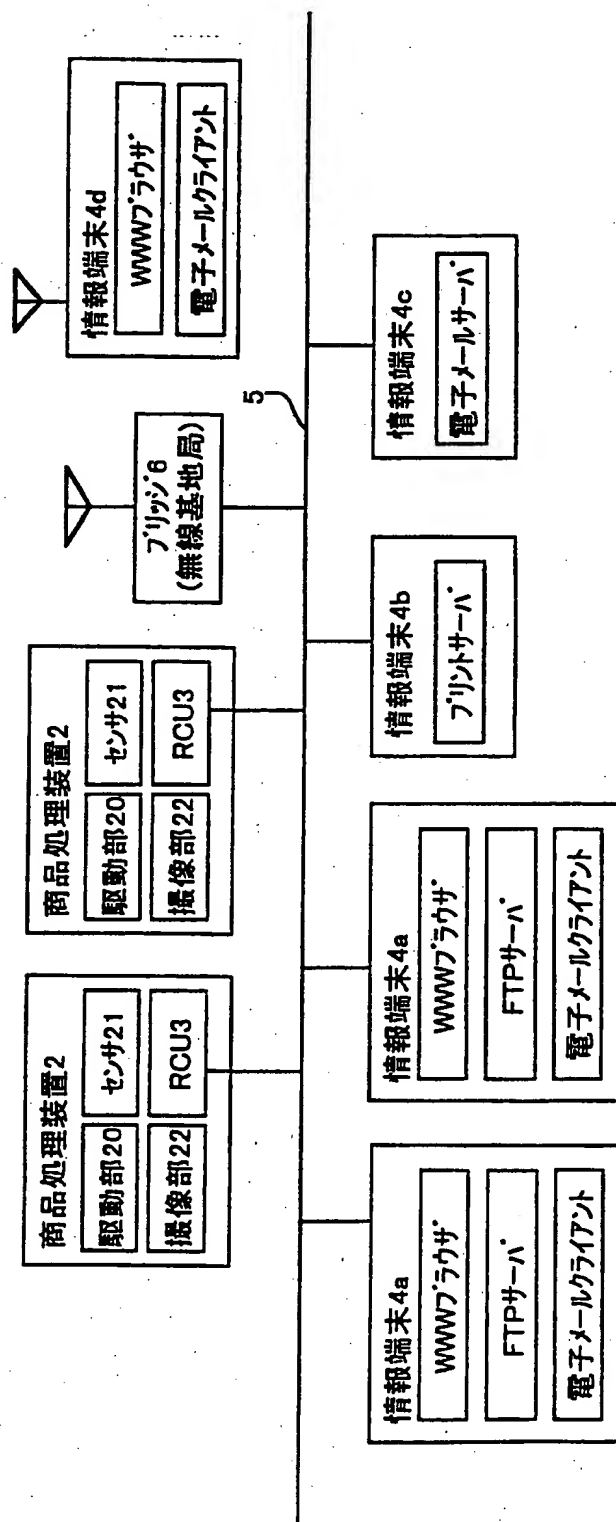 商品処理装置2
駆動部20
センサ21
撮像部22
RCU3
商品処理装置2
駆動部20
センサ21
撮像部22
RCU3
ブリッジ6
(無線基地局)
情報端末4d
WWWブラウザ
電子メールクライアント
5
情報端末4a
WWWブラウザ
FTPサーバ
電子メールクライアント
情報端末4a
WWWブラウザ
FTPサーバ
電子メールクライアント
情報端末4b
プリントサーバ
情報端末4c
電子メールサーバ